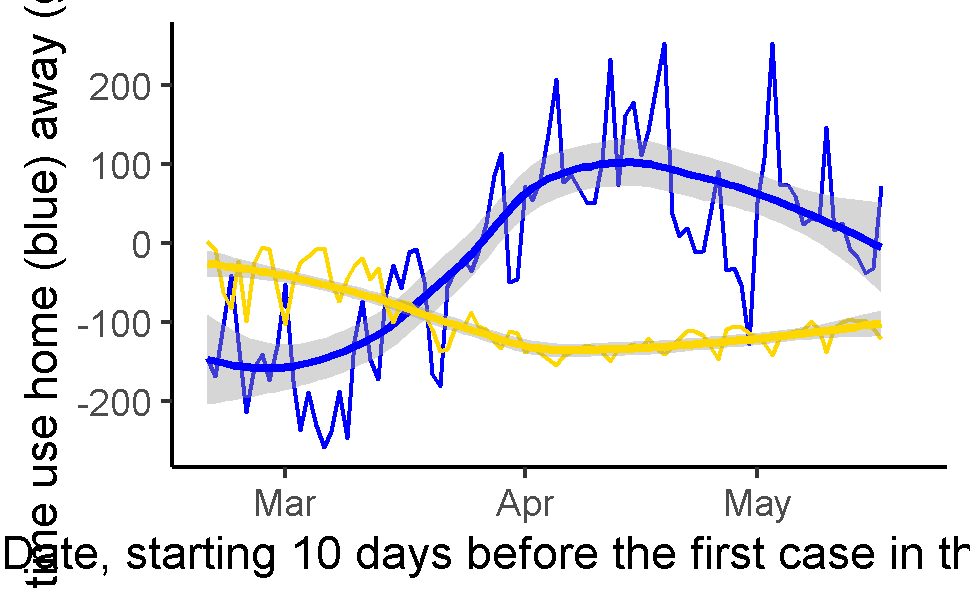 time use home (blue) away (
200
100
0
-100
-200
Mar Apr May
Date, starting 10 days before the first case in th